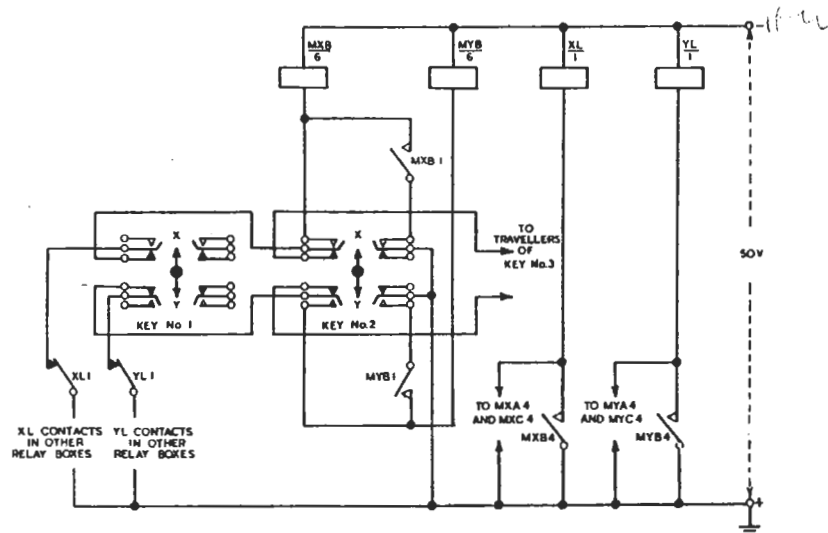 MXB
6
MYB
6
XL
1
YL
1
−
MXB 1
X
X
TO
TRAVELLERS
OF
KEY No.3
50V
Y
Y
KEY No 1
KEY No.2
XL1
YL1
MYB1
TO MXA 4
AND MXC 4
MXB4
TO MYA 4
AND MYC 4
MYB4
XL CONTACTS
IN OTHER
RELAY BOXES
YL CONTACTS
IN OTHER
RELAY BOXES
+